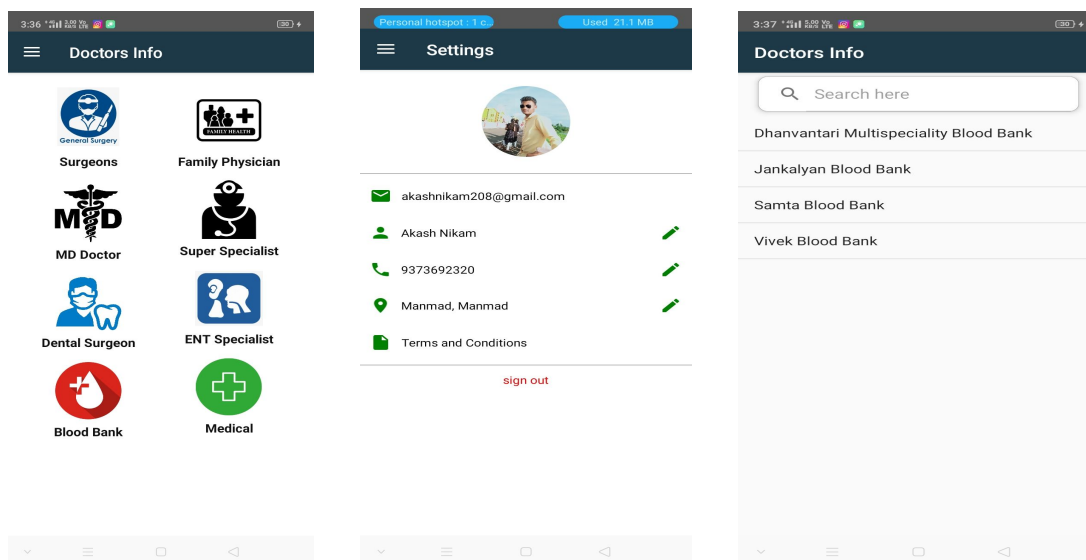 3:36
Doctors Info
General Surgery
Surgeons
FAMILY HEALTH
Family Physician
MD
MD Doctor
Super Specialist
Dental Surgeon
ENT Specialist
Blood Bank
Medical
Personal hotspot : 1 c..
Used 21.1 MB
Settings
akashnikam208@gmail.com
Akash Nikam
9373692320
Manmad, Manmad
Terms and Conditions
sign out
3:37
Doctors Info
Search here
Dhanvantari Multispeciality Blood Bank
Jankalyan Blood Bank
Samta Blood Bank
Vivek Blood Bank